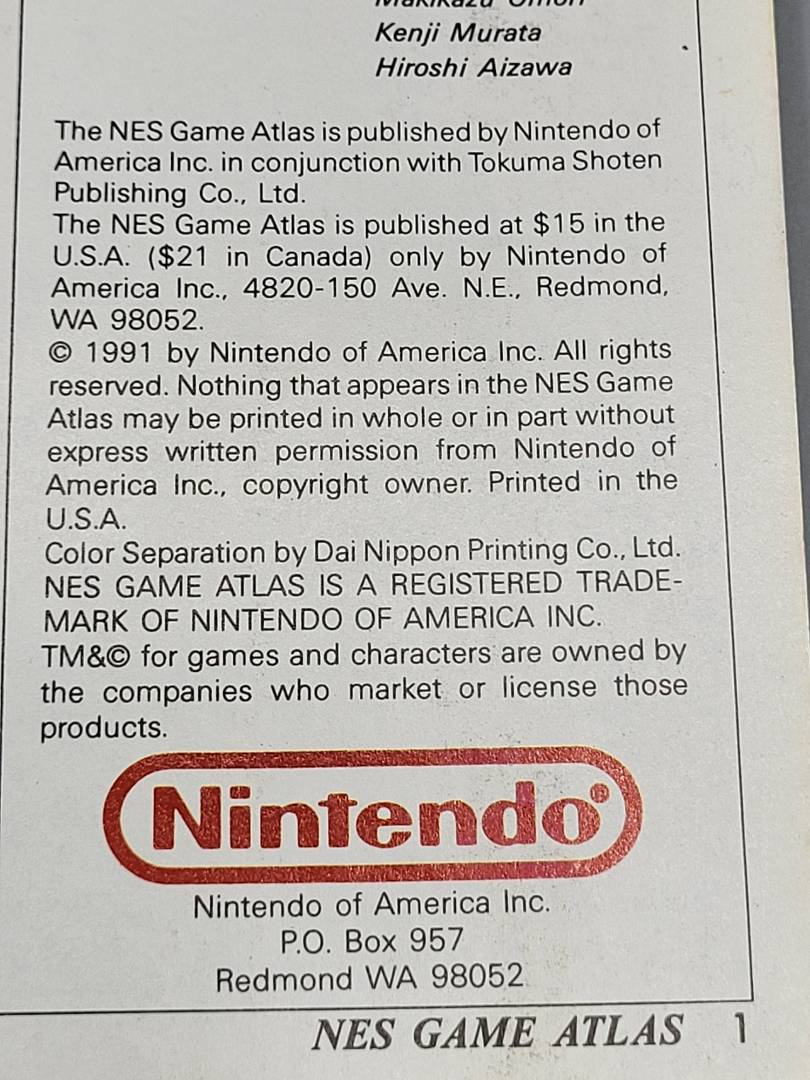 Makikazu Omori
Kenji Murata
Hiroshi Aizawa
The NES Game Atlas is published by Nintendo of
America Inc. in conjunction with Tokuma Shoten
Publishing Co., Ltd.
The NES Game Atlas is published at $15 in the
U.S.A. ($21 in Canada) only by Nintendo of
America Inc., 4820-150 Ave. N.E., Redmond,
WA 98052.
© 1991 by Nintendo of America Inc. All rights
reserved. Nothing that appears in the NES Game
Atlas may be printed in whole or in part without
express written permission from Nintendo of
America Inc., copyright owner. Printed in the
U.S.A.
Color Separation by Dai Nippon Printing Co., Ltd.
NES GAME ATLAS IS A REGISTERED TRADE-
MARK OF NINTENDO OF AMERICA INC.
TM&© for games and characters are owned by
the companies who market or license those
products.
Nintendo®
Nintendo of America Inc.
P.O. Box 957
Redmond WA 98052
NES GAME ATLAS 1